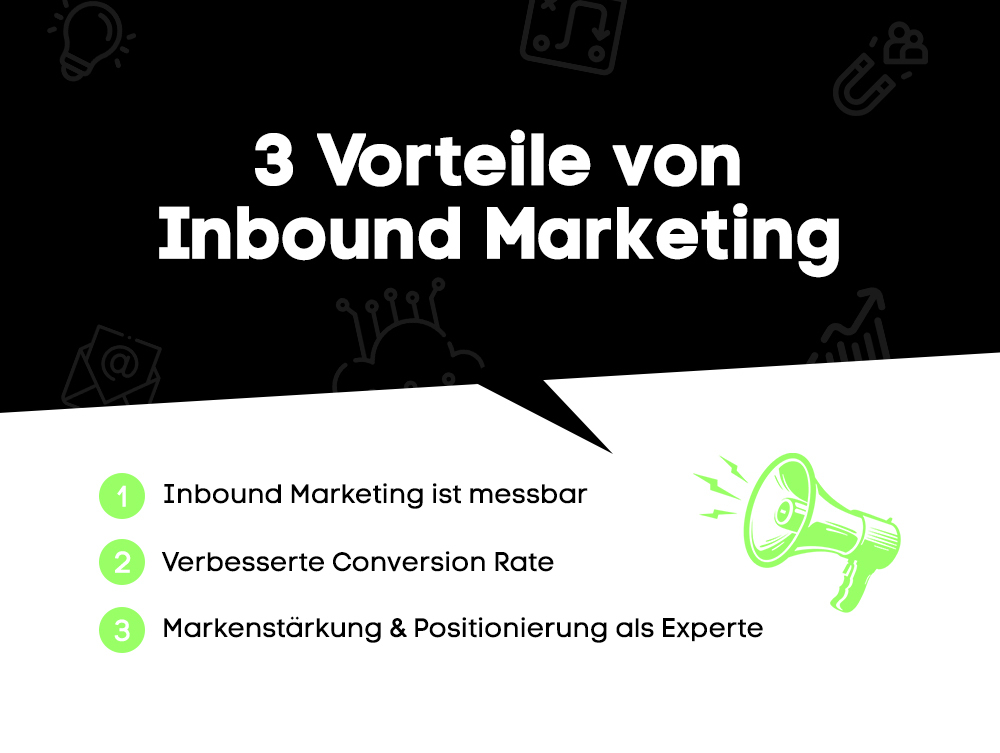 3 Vorteile von
Inbound Marketing
1 Inbound Marketing ist messbar
2 Verbesserte Conversion Rate
3 Markenstärkung & Positionierung als Experte